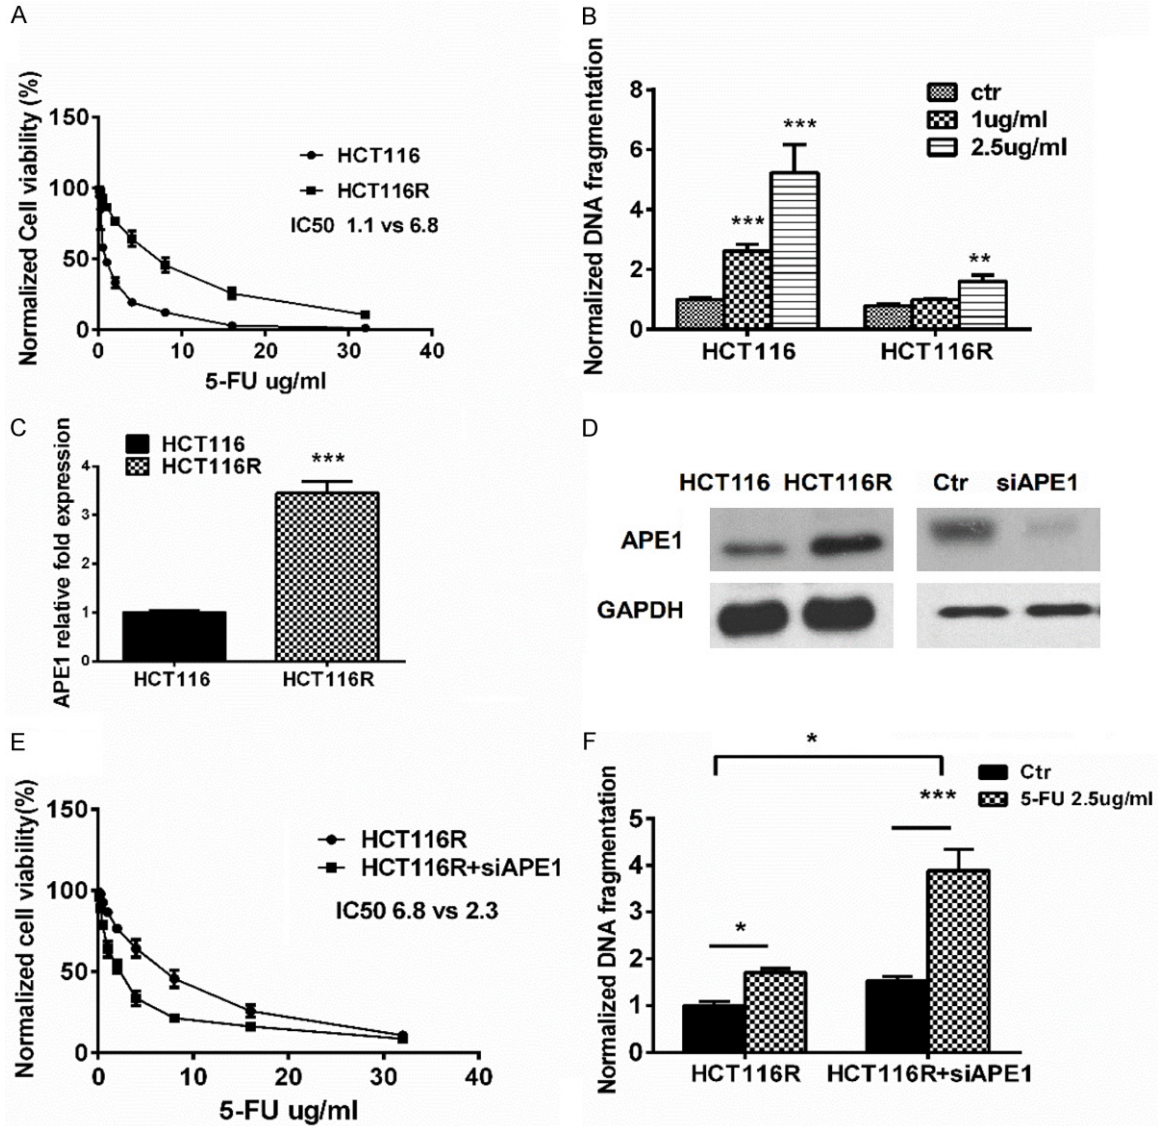 A
Normalized Cell viability (%)
150
100
50
0
0 10 20 30 40
5-FU ug/ml
HCT116
HCT116R
IC50 1.1 vs 6.8
B
Normalized DNA fragmentation
8
6
4
2
0
ctr
1ug/ml
2.5ug/ml
***
***
**
HCT116 HCT116R
C
APE1 relative fold expression
HCT116
HCT116R
4
3
2
1
0
***
HCT116 HCT116R
D
HCT116 HCT116R Ctr siAPE1
APE1
GAPDH
E
Normalized cell viability(%)
150
100
50
0
0 10 20 30 40
5-FU ug/ml
HCT116R
HCT116R+siAPE1
IC50 6.8 vs 2.3
F
Normalized DNA fragmentation
5
4
3
2
1
0
*
Ctr
5-FU 2.5ug/ml
***
*
HCT116R HCT116R+siAPE1